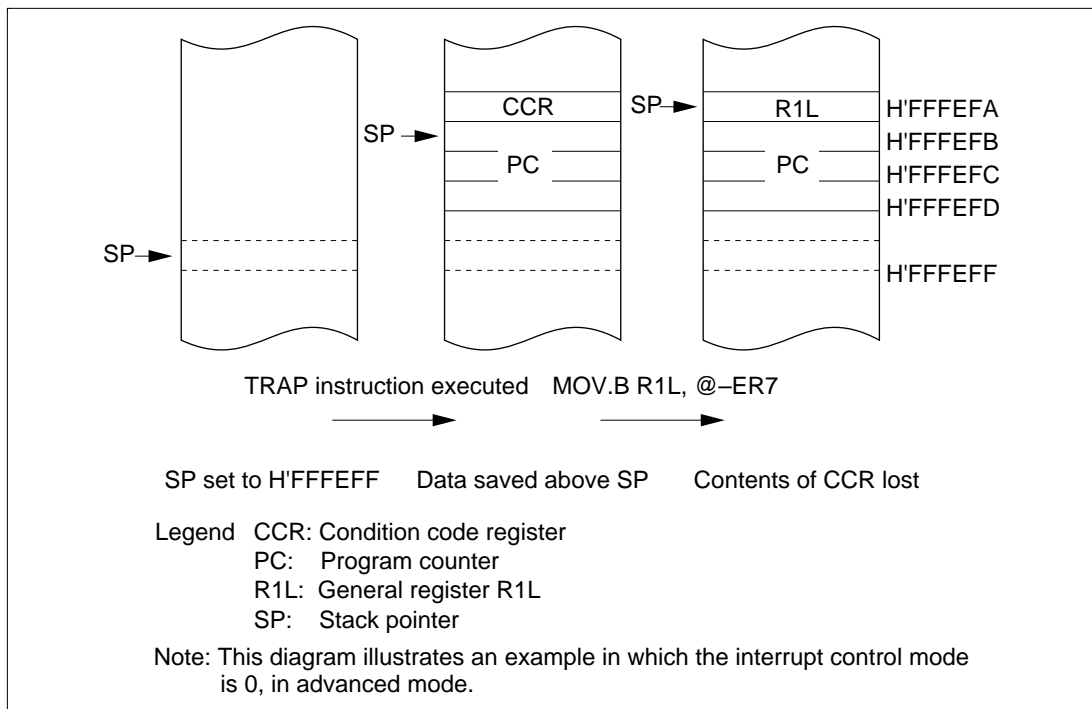 CCR SP R1L H'FFFEFA
SP H'FFFEFB
PC PC H'FFFEFC
H'FFFEFD
SP
H'FFFEFF
TRAP instruction executed MOV.B R1L, @–ER7
SP set to H'FFFEFF Data saved above SP Contents of CCR lost
Legend CCR: Condition code register
PC: Program counter
R1L: General register R1L
SP: Stack pointer
Note: This diagram illustrates an example in which the interrupt control mode
is 0, in advanced mode.